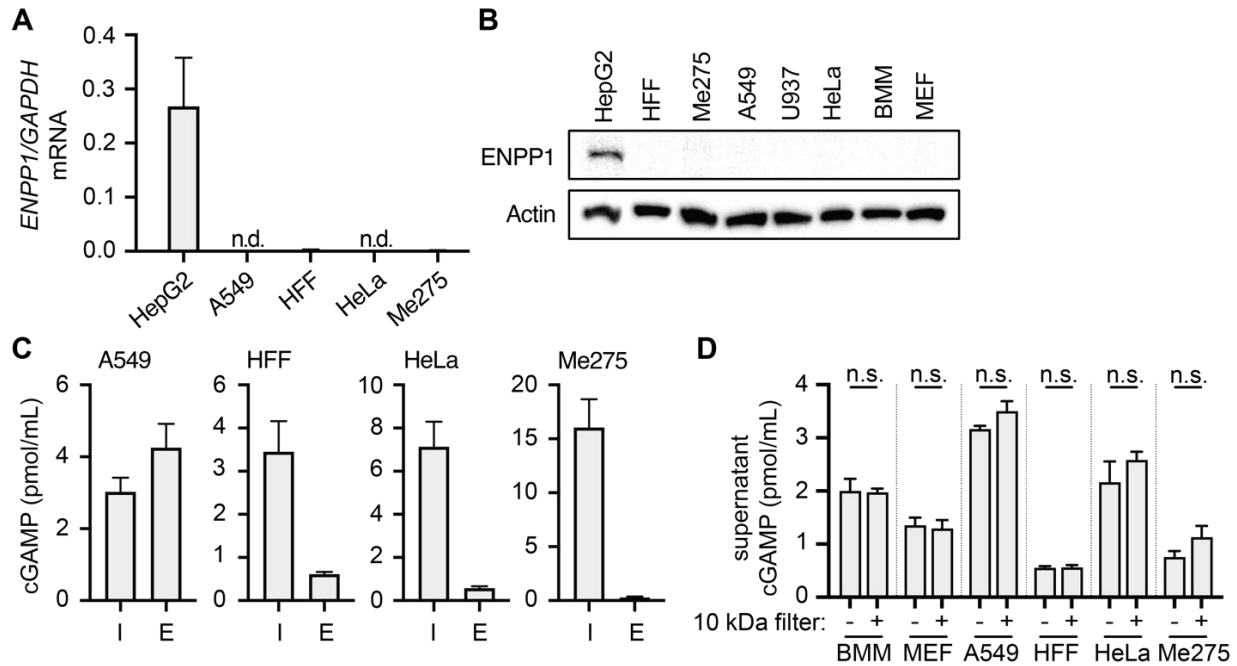 A
ENPP1/GAPDH
mRNA
0.4
0.3
0.2
0.1
0.0
n.d.
n.d.
HepG2
A549
HFF
HeLa
Me275
B
HepG2
HFF
Me275
A549
U937
HeLa
BMM
MEF
ENPP1
Actin
C
cGAMP (pmol/mL)
A549
6
4
2
0
I E
HFF
6
5
4
3
2
1
0
I E
HeLa
10
8
6
4
2
0
I E
Me275
20
15
10
5
0
I E
D
n.s. n.s. n.s. n.s. n.s. n.s.
supernatant
cGAMP (pmol/mL)
4
3
2
1
0
10 kDa filter: - + - + - + - + - + - +
BMM MEF A549 HFF HeLa Me275